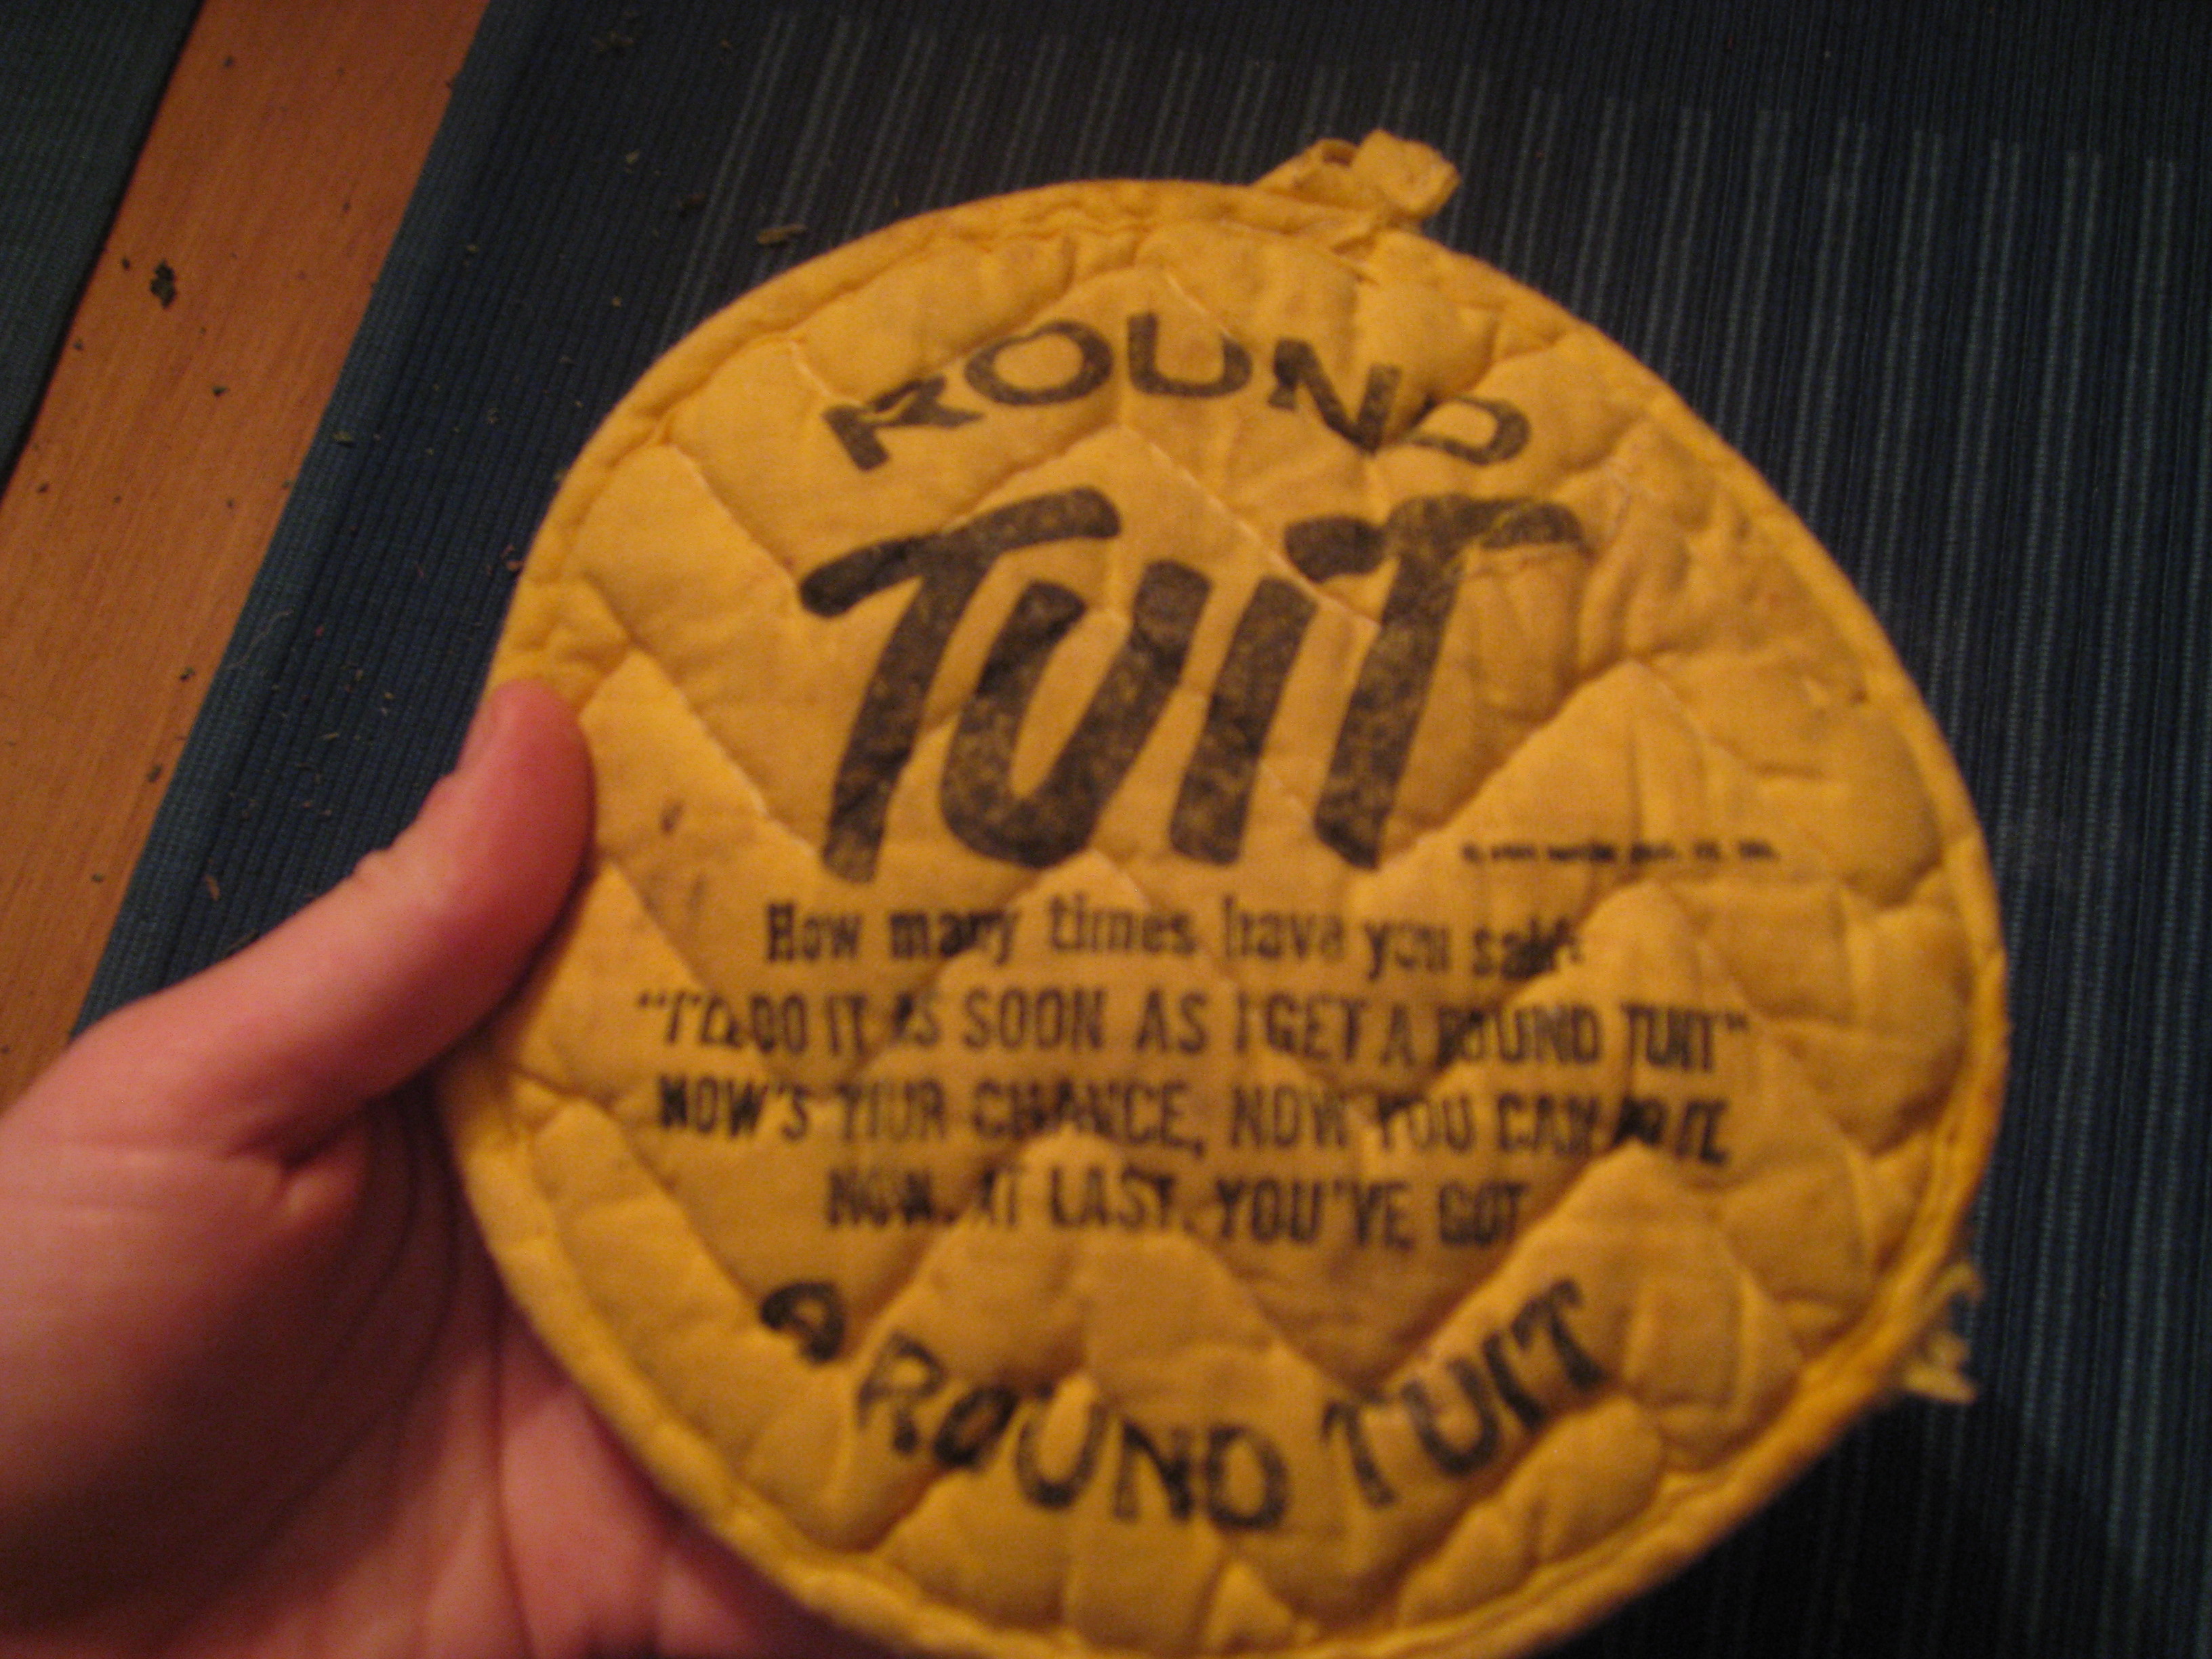 ROUND
TUIT
How many times have you said:
"I'LL DO IT AS SOON AS I GET A ROUND TUIT"
NOW'S YOUR CHANCE, NOW YOU CAN DO IT
NOW. AT LAST. YOU'VE GOT
A ROUND TUIT